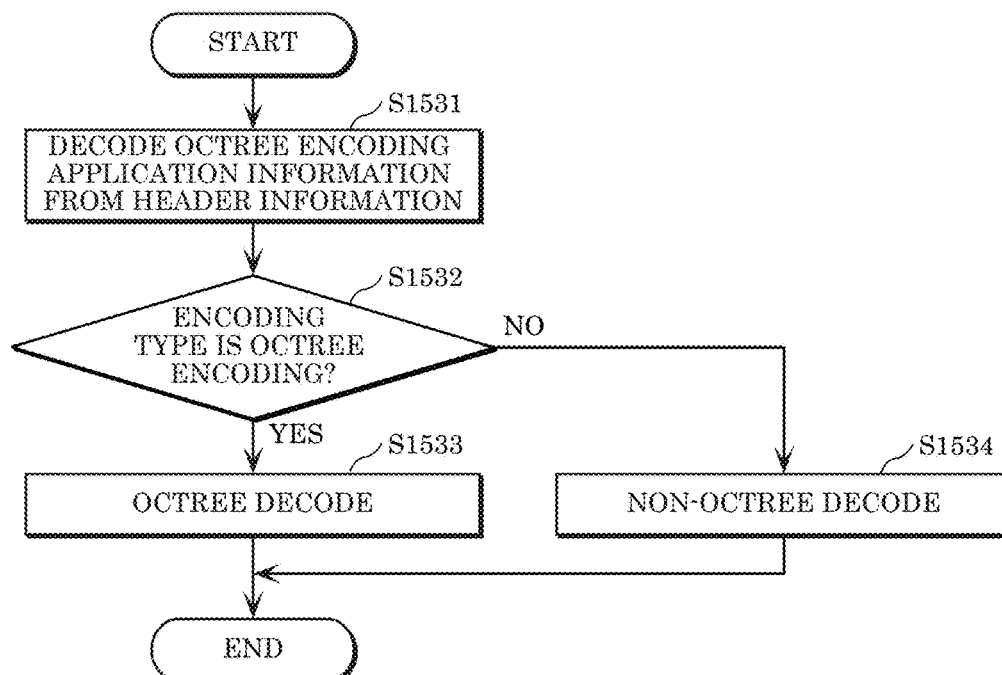 START
S1531
DECODE OCTREE ENCODING
APPLICATION INFORMATION
FROM HEADER INFORMATION
S1532
ENCODING
TYPE IS OCTREE
ENCODING?
NO
YES
S1533
OCTREE DECODE
S1534
NON-OCTREE DECODE
END